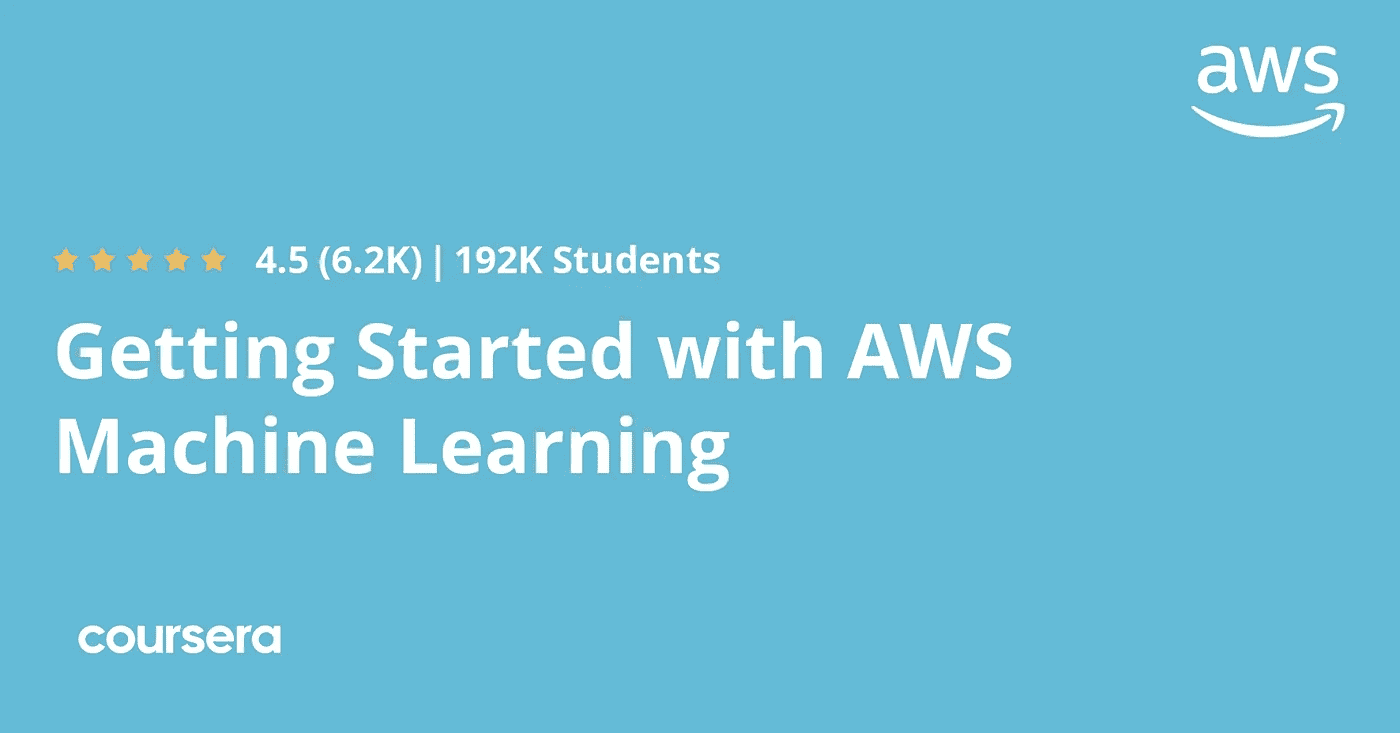 aws
4.5 (6.2K) | 192K Students
Getting Started with AWS
Machine Learning
coursera